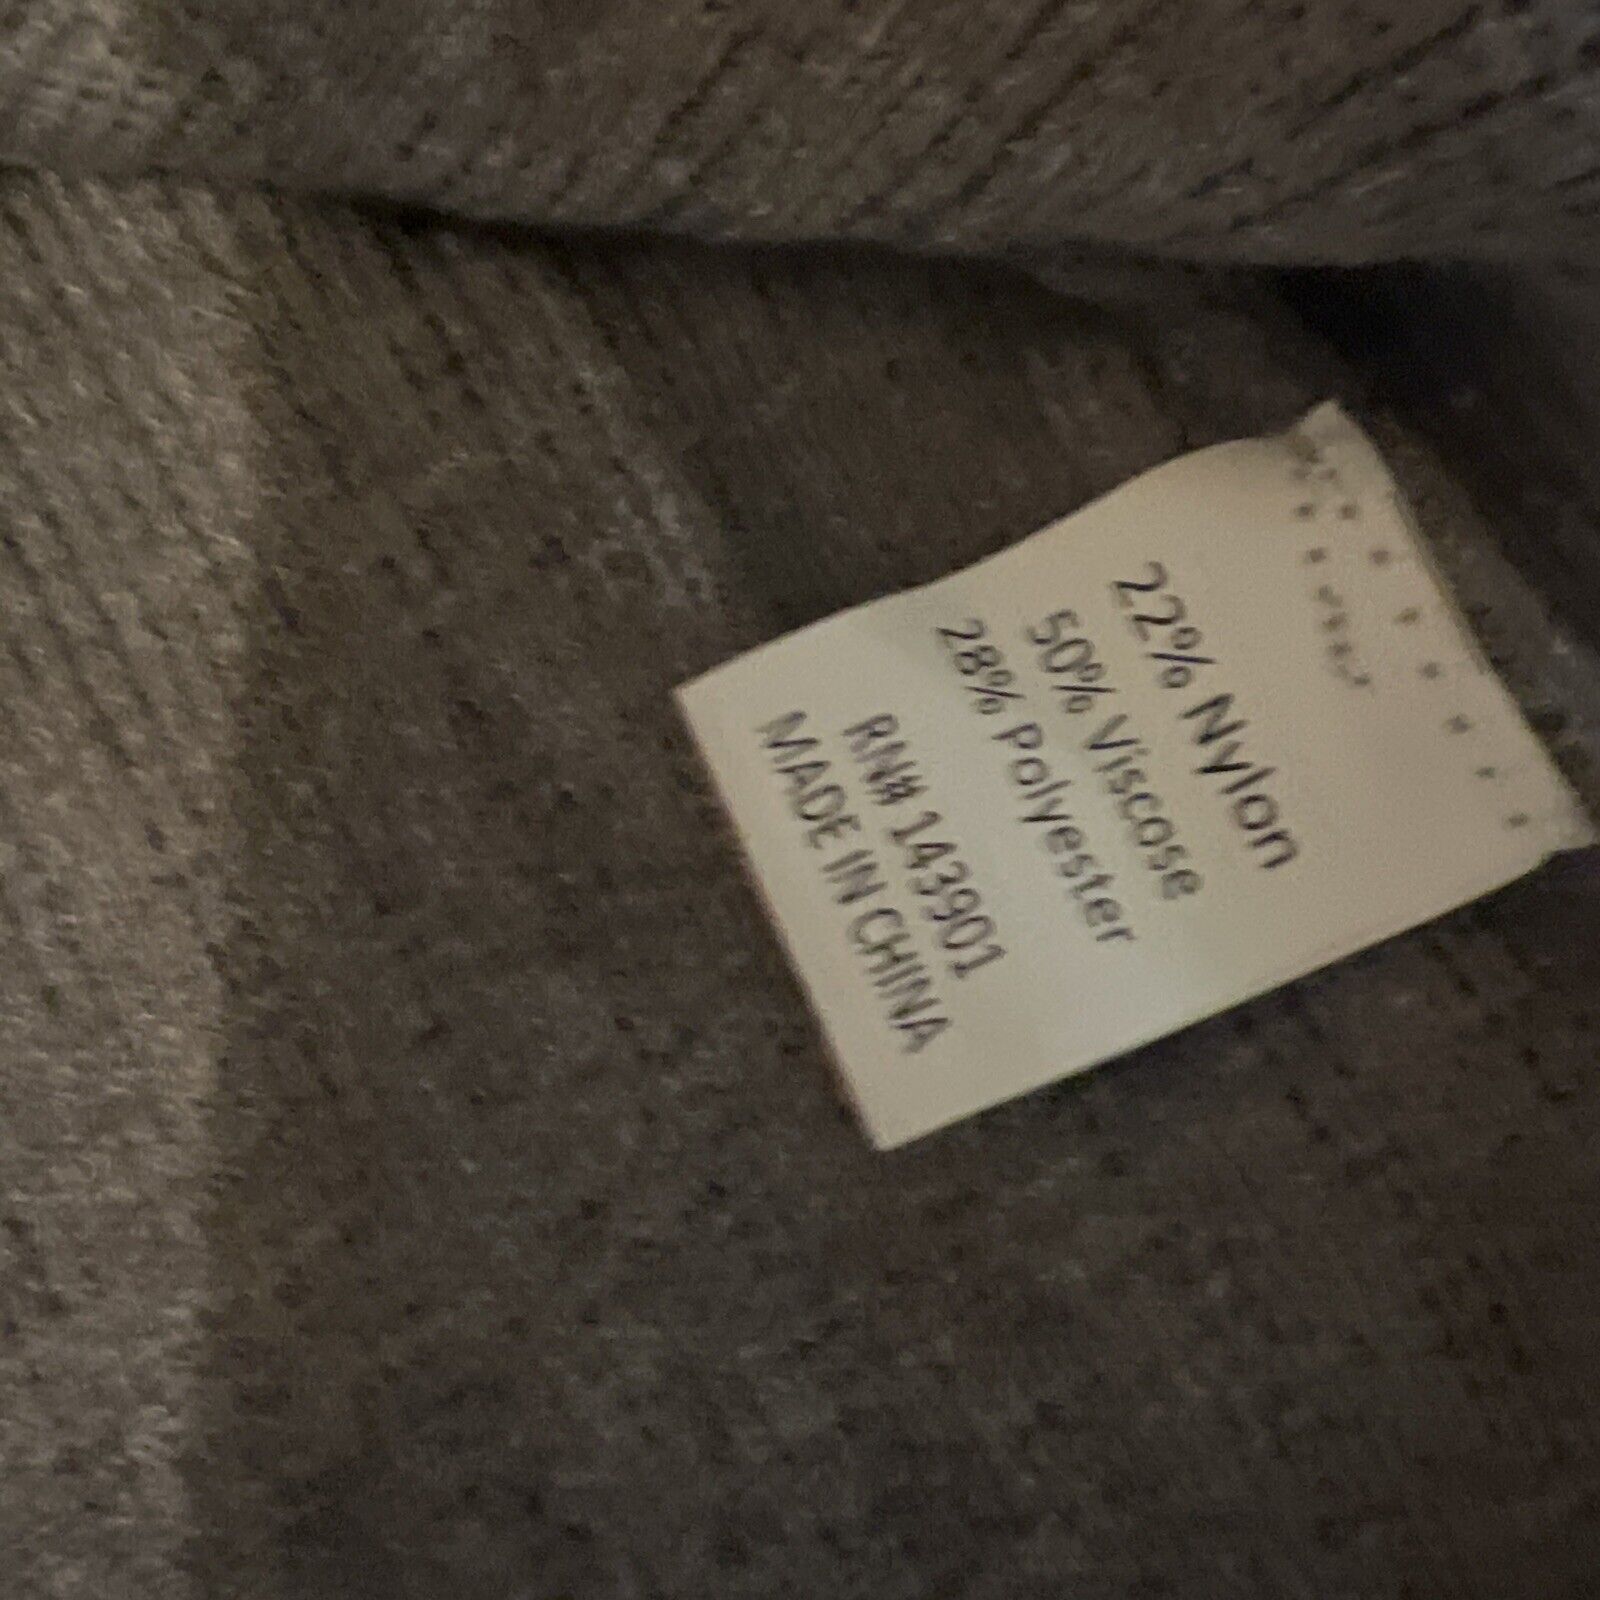 22% Nylon
50% Viscose
28% Polyester
RN# 143901
MADE IN CHINA